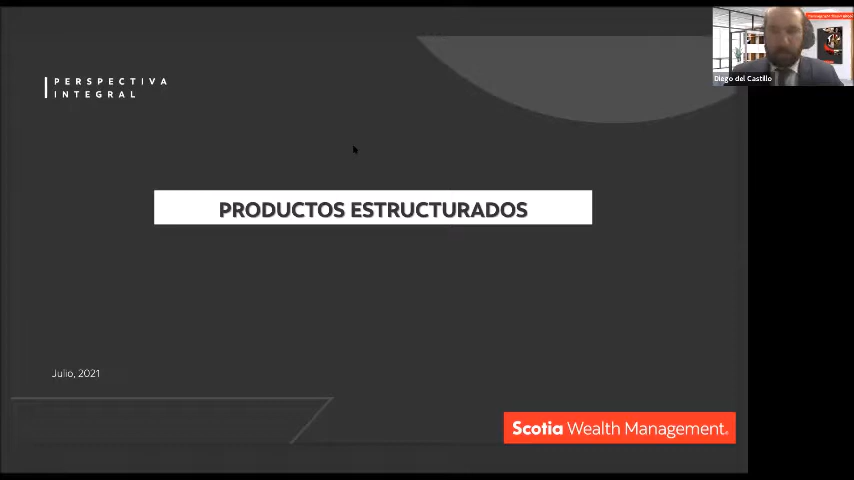 PERSPECTIVA
INTEGRAL
Diego del Castillo
PRODUCTOS ESTRUCTURADOS
Julio, 2021
Scotia Wealth Management.